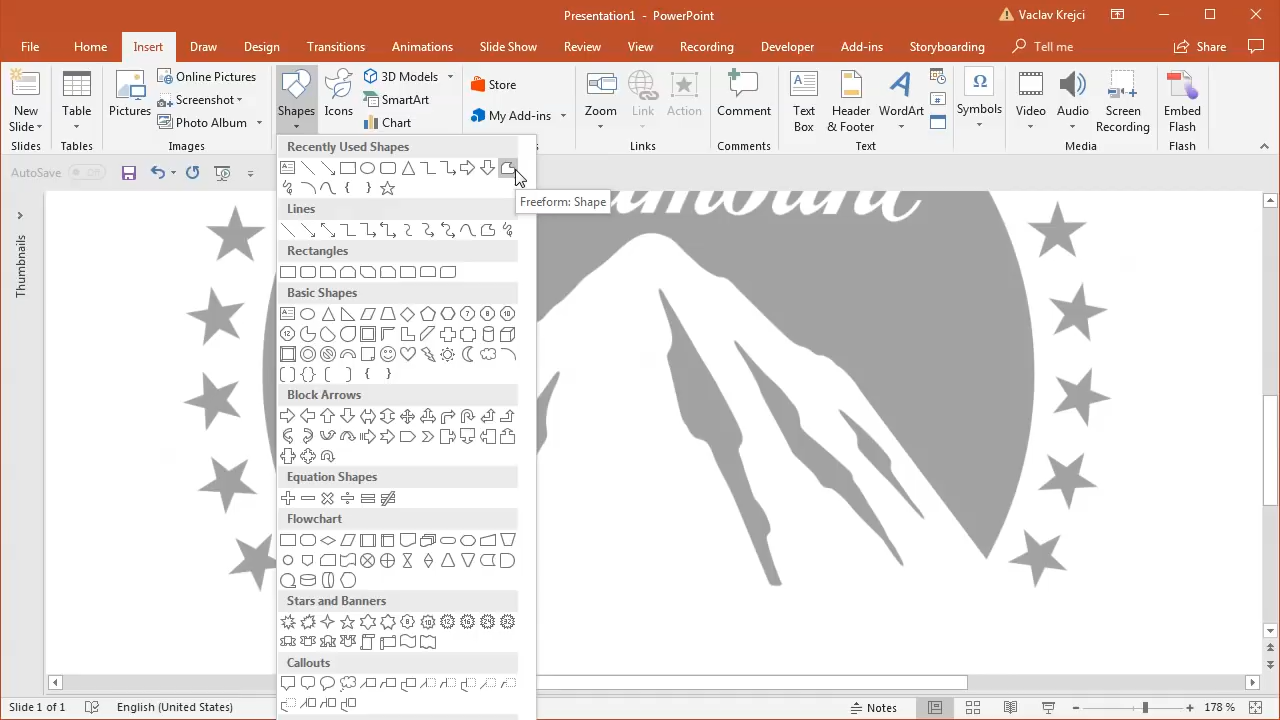 Presentation1 - PowerPoint
Vaclav Krejci
File Home Insert Draw Design Transitions Animations Slide Show Review View Recording Developer Add-ins Storyboarding Tell me Share
New Slide
Table
Pictures
Online Pictures
Screenshot
Photo Album
Shapes
Icons
3D Models
SmartArt
Chart
Store
My Add-ins
Zoom
Link
Action
Comment
Text Box
Header & Footer
WordArt
Symbols
Video
Audio
Screen Recording
Embed Flash
Slides Tables Images Links Comments Text Media Flash
AutoSave Off
Recently Used Shapes
Freeform: Shape
Paramount
Thumbnails
Lines
Rectangles
Basic Shapes
Block Arrows
Equation Shapes
Flowchart
Stars and Banners
Callouts
Slide 1 of 1 English (United States) Notes 178 %